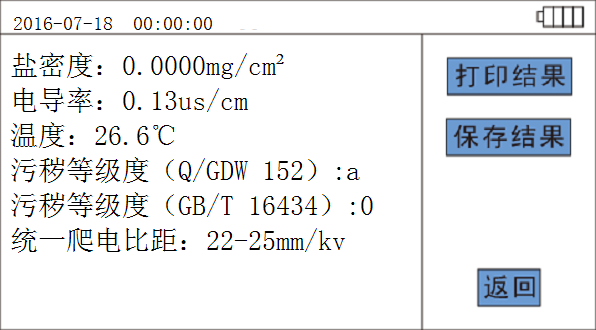 2016-07-18 00:00:00
盐密度：0.0000mg/cm²
电导率：0.13us/cm
温度：26.6℃
污秽等级度（Q/GDW 152）:a
污秽等级度（GB/T 16434）:0
统一爬电比距：22-25mm/kv
打印结果
保存结果
返回